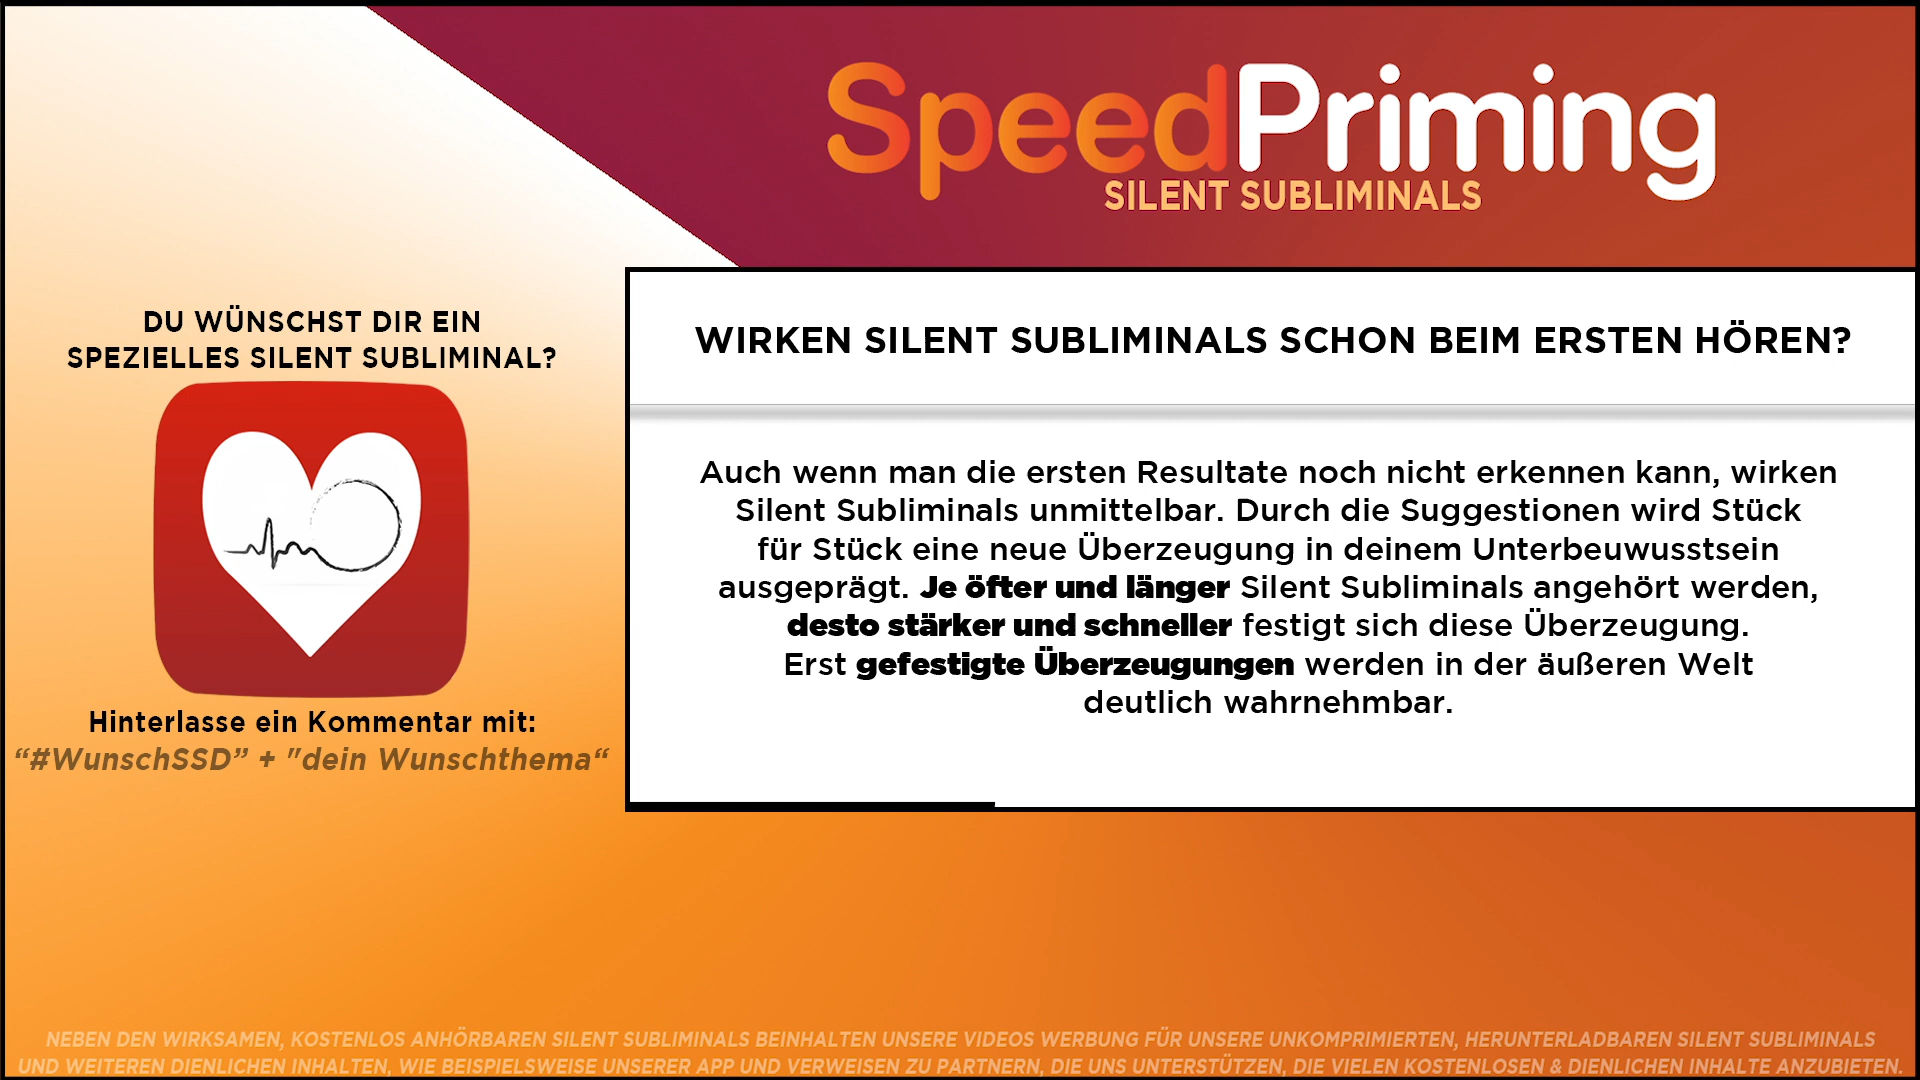 SpeedPriming
SILENT SUBLIMINALS
DU WÜNSCHST DIR EIN
SPEZIELLES SILENT SUBLIMINAL?
Hinterlasse ein Kommentar mit:
“#WunschSSD” + "dein Wunschthema“
WIRKEN SILENT SUBLIMINALS SCHON BEIM ERSTEN HÖREN?
Auch wenn man die ersten Resultate noch nicht erkennen kann, wirken
Silent Subliminals unmittelbar. Durch die Suggestionen wird Stück
für Stück eine neue Überzeugung in deinem Unterbeuwusstsein
ausgeprägt. Je öfter und länger Silent Subliminals angehört werden,
desto stärker und schneller festigt sich diese Überzeugung.
Erst gefestigte Überzeugungen werden in der äußeren Welt
deutlich wahrnehmbar.
NEBEN DEN WIRKSAMEN, KOSTENLOS ANHÖRBAREN SILENT SUBLIMINALS BEINHALTEN UNSERE VIDEOS WERBUNG FÜR UNSERE UNKOMPRIMIERTEN, HERUNTERLADBAREN SILENT SUBLIMINALS
UND WEITEREN DIENLICHEN INHALTEN, WIE BEISPIELSWEISE UNSERER APP UND VERWEISEN ZU PARTNERN, DIE UNS UNTERSTÜTZEN, DIE VIELEN KOSTENLOSEN & DIENLICHEN INHALTE ANZUBIETEN.